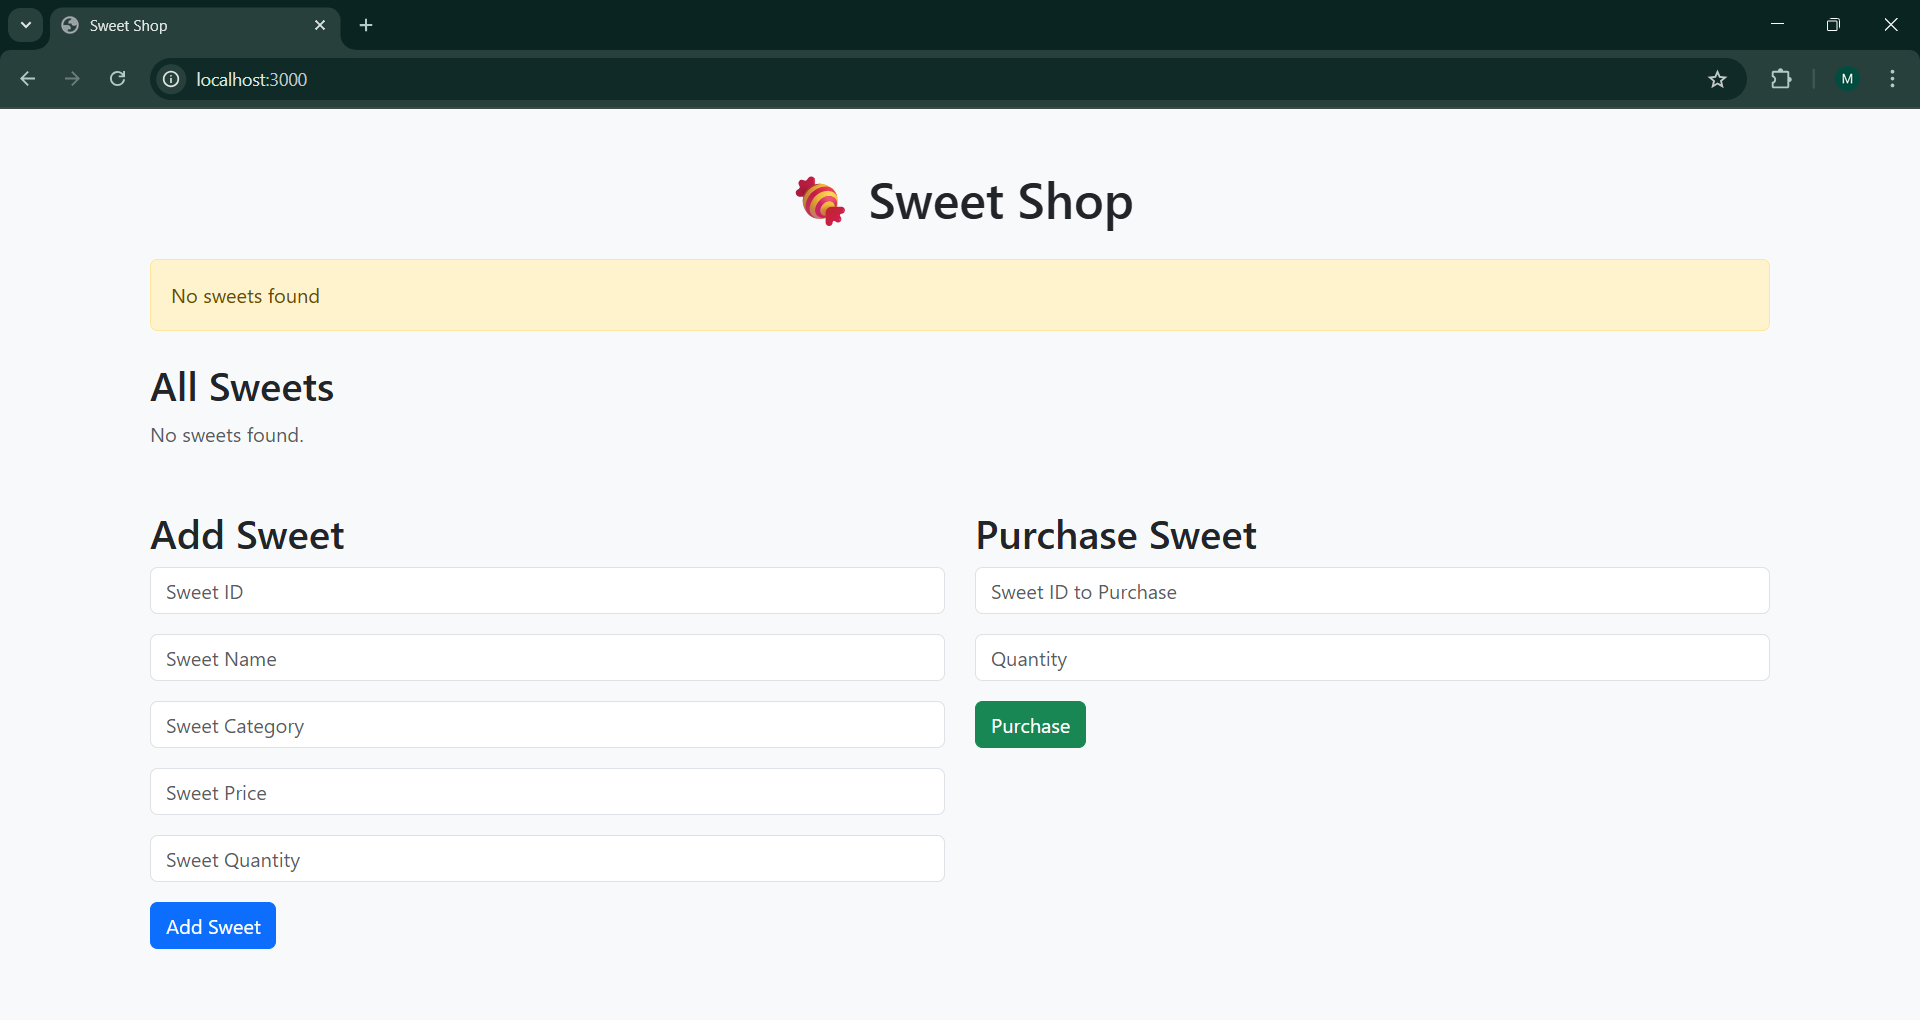 Sweet Shop
localhost:3000
M
Sweet Shop
No sweets found
All Sweets
No sweets found.
Add Sweet
Sweet ID
Sweet Name
Sweet Category
Sweet Price
Sweet Quantity
Add Sweet
Purchase Sweet
Sweet ID to Purchase
Quantity
Purchase